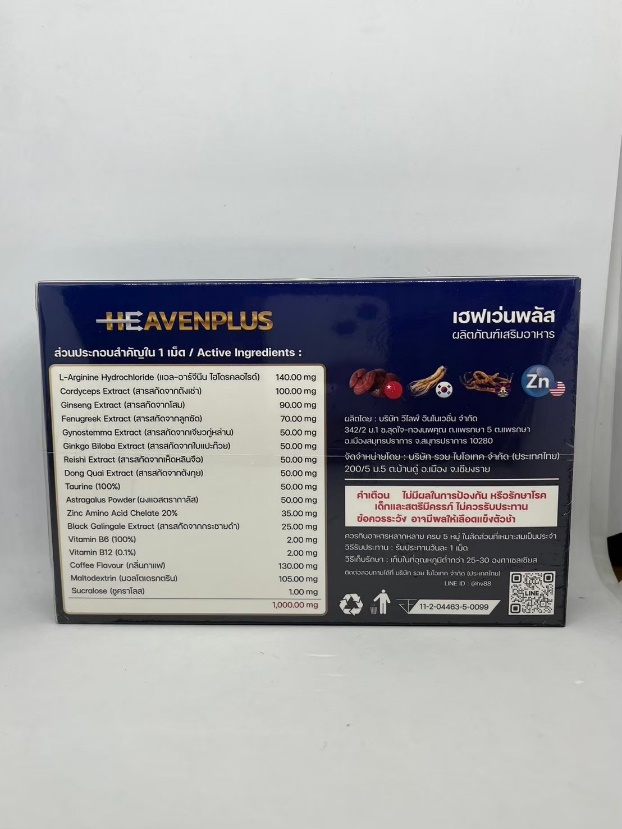 HEAVENPLUS
ส่วนประกอบสำคัญใน 1 เม็ด / Active Ingredients :
L-Arginine Hydrochloride (แอล-อาร์จีนีน ไฮโดรคลอไรด์) 140.00 mg
Cordyceps Extract (สารสกัดจากถั่งเช่า) 100.00 mg
Ginseng Extract (สารสกัดจากโสม) 90.00 mg
Fenugreek Extract (สารสกัดจากลูกซัด) 70.00 mg
Gynostemma Extract (สารสกัดจากเจียวกู่หลาน) 50.00 mg
Ginkgo Biloba Extract (สารสกัดจากใบแปะก๊วย) 50.00 mg
Reishi Extract (สารสกัดจากเห็ดหลินจือ) 50.00 mg
Dong Quai Extract (สารสกัดจากตังกุย) 50.00 mg
Taurine (100%) 50.00 mg
Astragalus Powder (ผงแอสตรากาลัส) 50.00 mg
Zinc Amino Acid Chelate 20% 35.00 mg
Black Galingale Extract (สารสกัดจากกระชายดำ) 25.00 mg
Vitamin B6 (100%) 2.00 mg
Vitamin B12 (0.1%) 2.00 mg
Coffee Flavour (กลิ่นกาแฟ) 130.00 mg
Maltodextrin (มอลโตเดรกตริน) 105.00 mg
Sucralose (ซูคราโลส) 1.00 mg
1,000.00 mg
เฮฟเว่นพลัส
ผลิตภัณฑ์เสริมอาหาร
Zn
ผลิตโดย : บริษัท วีไลฟ์ อินโนเวชั่น จำกัด
342/2 ม.1 ซ.สุดใจ-ทองบพคุณ ต.แพรกษา 5 ต.แพรกษา
อ.เมืองสมุทรปราการ จ.สมุทรปราการ 10280
จัดจำหน่ายโดย : บริษัท รวย ไบโอเทค จำกัด (ประเทศไทย)
200/5 ม.5 ต.บ้านดู่ อ.เมือง จ.เชียงราย
คำเตือน ไม่มีผลในการป้องกัน หรือรักษาโรค
เด็กและสตรีมีครรภ์ ไม่ควรรับประทาน
ข้อควรระวัง อาจมีผลให้เลือดแข็งตัวช้า
ควรกินอาหารหลากหลาย ครบ 5 หมู่ ในสัดส่วนที่เหมาะสมเป็นประจำ
วิธีรับประทาน : รับประทานวันละ 1 เม็ด
วิธีเก็บรักษา : เก็บในที่อุณหภูมิต่ำกว่า 25-30 องศาเซลเซียส
ติดต่อสอบถามได้ที่ บริษัท รวย ไบโอเทค จำกัด (ประเทศไทย)
LINE ID : @hv88
11-2-04463-5-0099
LINE